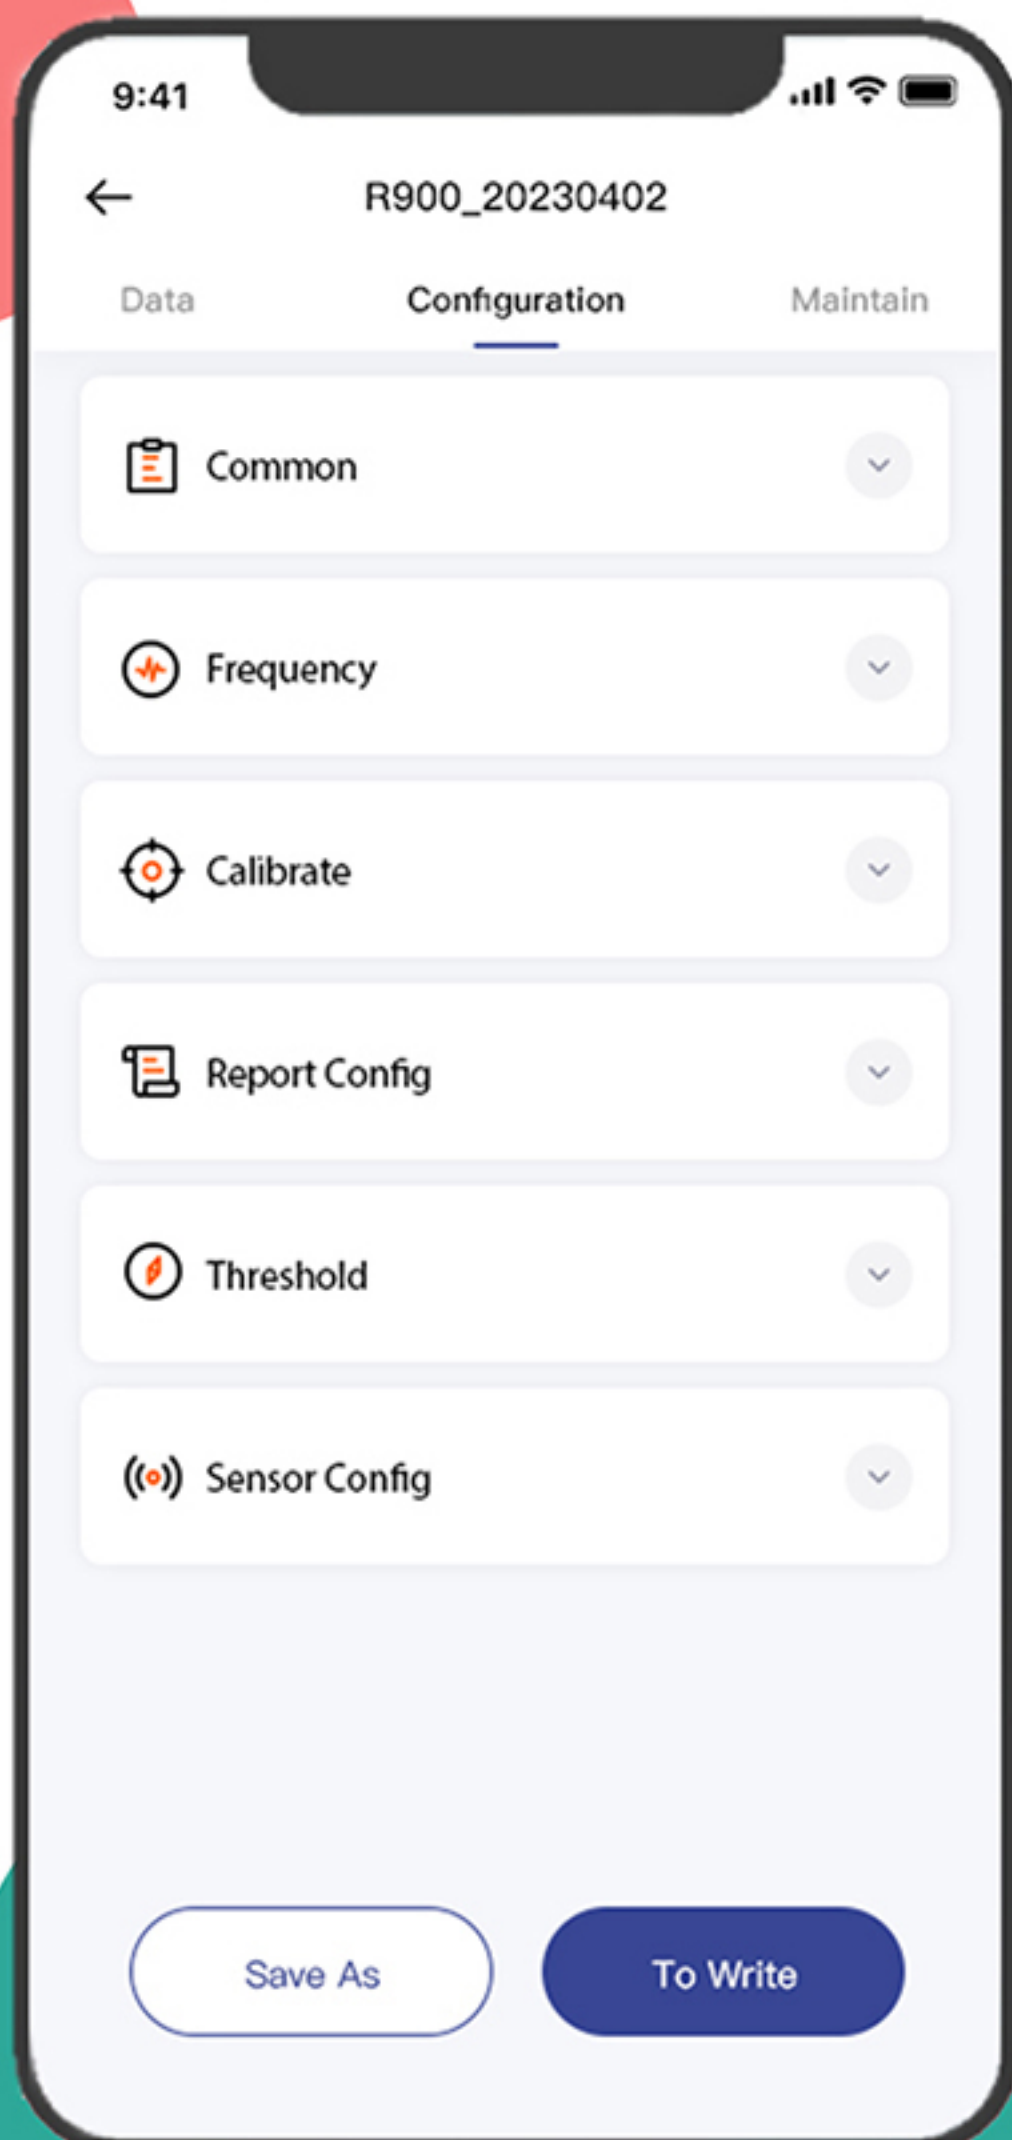 9:41
R900_20230402
Data Configuration Maintain
Common
Frequency
Calibrate
Report Config
Threshold
Sensor Config
Save As To Write